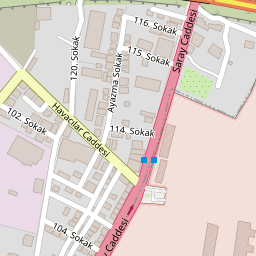 116. Sokak
115. Sokak
Saray Caddesi
120. Sokak
Ayazma Sokak
102. Sokak
Havacılar Caddesi
114. Sokak
104. Sokak
Saray Caddesi